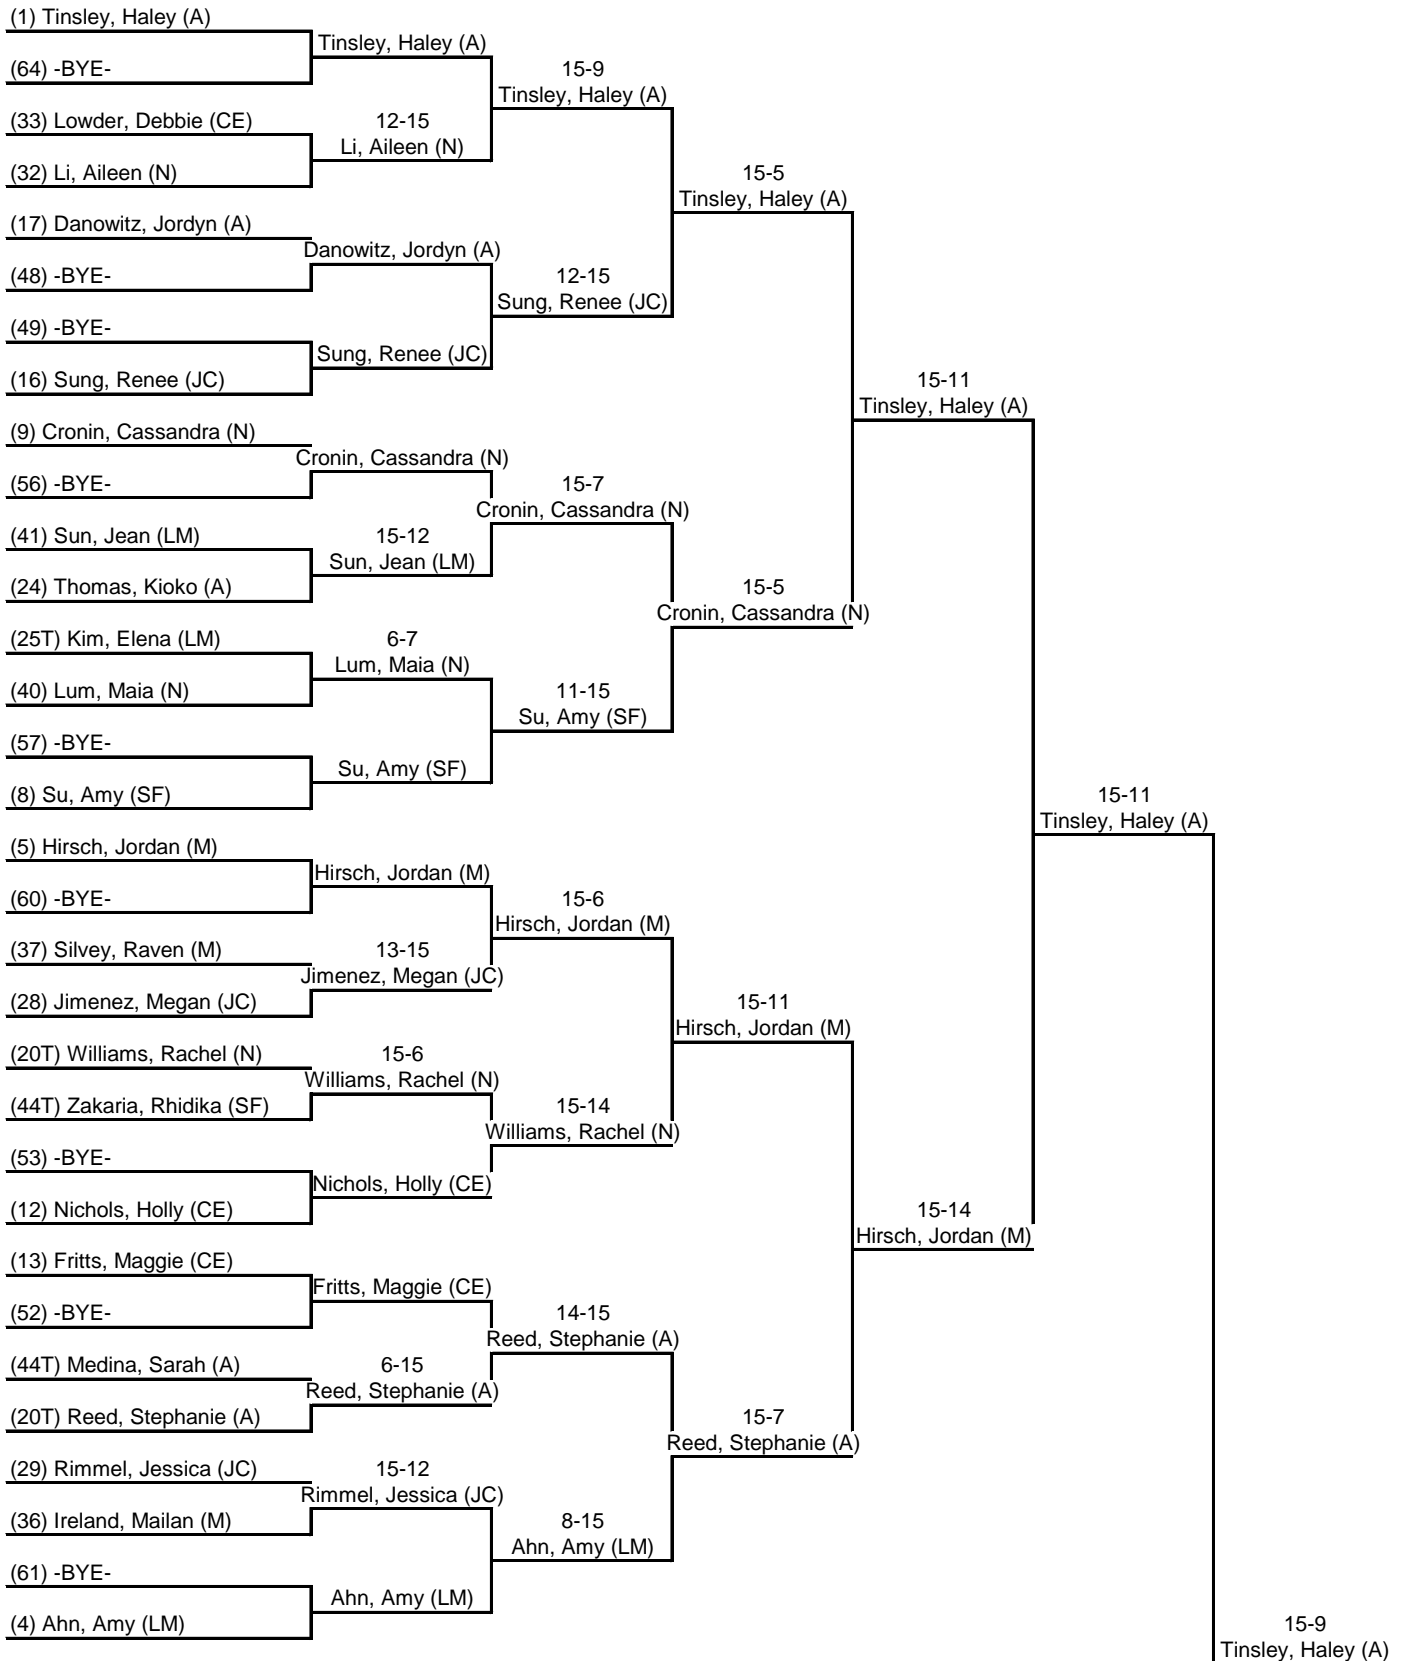 (1) Tinsley, Haley (A)
(64) -BYE-
(33) Lowder, Debbie (CE)
(32) Li, Aileen (N)
(17) Danowitz, Jordyn (A)
(48) -BYE-
(49) -BYE-
(16) Sung, Renee (JC)
(9) Cronin, Cassandra (N)
(56) -BYE-
(41) Sun, Jean (LM)
(24) Thomas, Kioko (A)
(25T) Kim, Elena (LM)
(40) Lum, Maia (N)
(57) -BYE-
(8) Su, Amy (SF)
(5) Hirsch, Jordan (M)
(60) -BYE-
(37) Silvey, Raven (M)
(28) Jimenez, Megan (JC)
(20T) Williams, Rachel (N)
(44T) Zakaria, Rhidika (SF)
(53) -BYE-
(12) Nichols, Holly (CE)
(13) Fritts, Maggie (CE)
(52) -BYE-
(44T) Medina, Sarah (A)
(20T) Reed, Stephanie (A)
(29) Rimmel, Jessica (JC)
(36) Ireland, Mailan (M)
(61) -BYE-
(4) Ahn, Amy (LM)
Tinsley, Haley (A)
12-15
Li, Aileen (N)
Danowitz, Jordyn (A)
Sung, Renee (JC)
Cronin, Cassandra (N)
15-12
Sun, Jean (LM)
6-7
Lum, Maia (N)
Su, Amy (SF)
Hirsch, Jordan (M)
13-15
Jimenez, Megan (JC)
15-6
Williams, Rachel (N)
Nichols, Holly (CE)
Fritts, Maggie (CE)
6-15
Reed, Stephanie (A)
15-12
Rimmel, Jessica (JC)
Ahn, Amy (LM)
15-9
Tinsley, Haley (A)
12-15
Sung, Renee (JC)
15-7
Cronin, Cassandra (N)
11-15
Su, Amy (SF)
15-6
Hirsch, Jordan (M)
15-14
Williams, Rachel (N)
14-15
Reed, Stephanie (A)
8-15
Ahn, Amy (LM)
15-5
Tinsley, Haley (A)
15-5
Cronin, Cassandra (N)
15-11
Hirsch, Jordan (M)
15-7
Reed, Stephanie (A)
15-11
Tinsley, Haley (A)
15-14
Hirsch, Jordan (M)
15-11
Tinsley, Haley (A)
15-9
Tinsley, Haley (A)